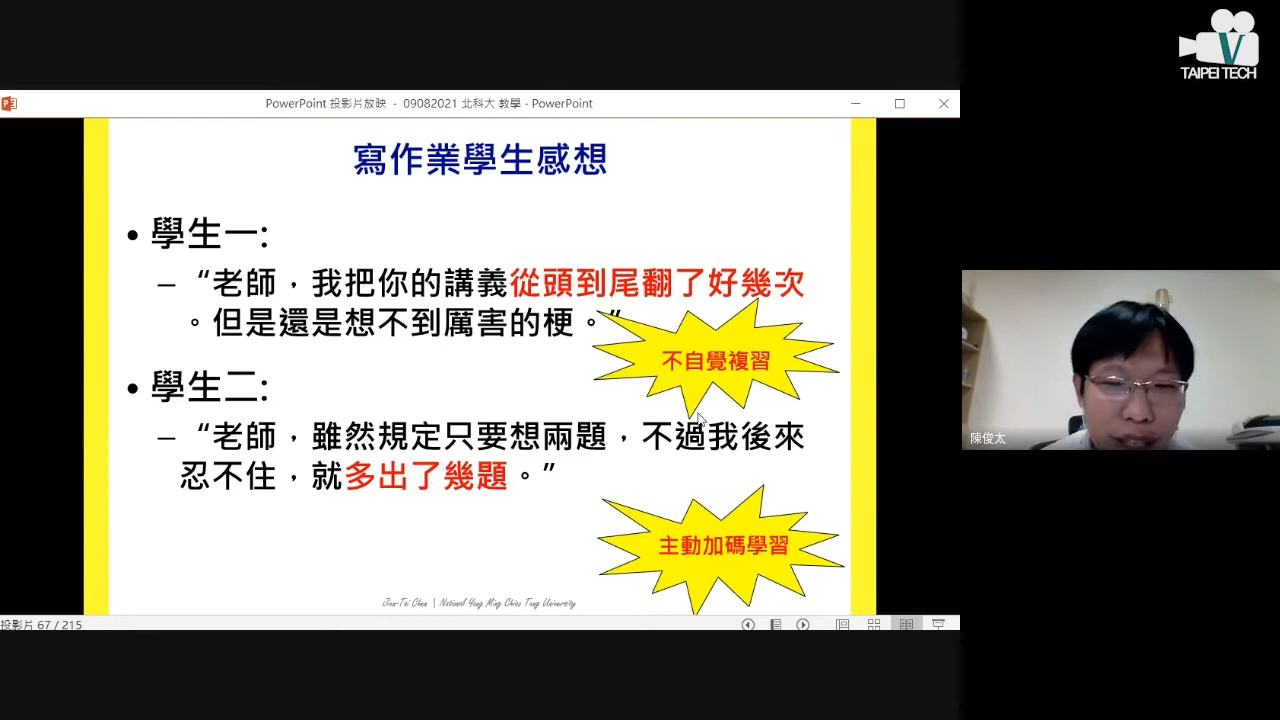 TAIPEI TECH
PowerPoint 投影片放映 - 09082021 北科大 教學 - PowerPoint
寫作業學生感想
• 學生一:
– “老師，我把你的講義從頭到尾翻了好幾次
。但是還是想不到厲害的梗。”
不自覺複習
• 學生二:
– “老師，雖然規定只要想兩題，不過我後來
忍不住，就多出了幾題。”
主動加碼學習
Jiun-Tai Chen | National Yang Ming Chiao Tung University
投影片 67 / 215
陳俊太